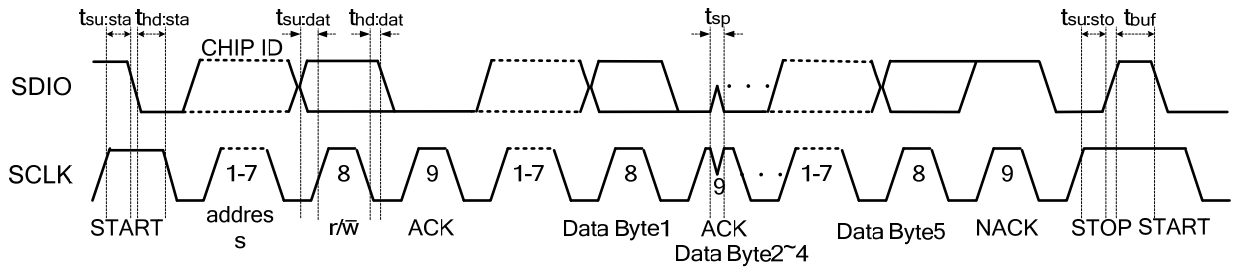 tsu:sta thd:sta tsu:dat thd:dat tsp tsu:sto tbuf
CHIP ID
SDIO
SCLK 1-7 8 9 1-7 8 9 1-7 8 9
START addres
s r/w̅ ACK Data Byte1 ACK Data Byte5 NACK STOP START
Data Byte2~4